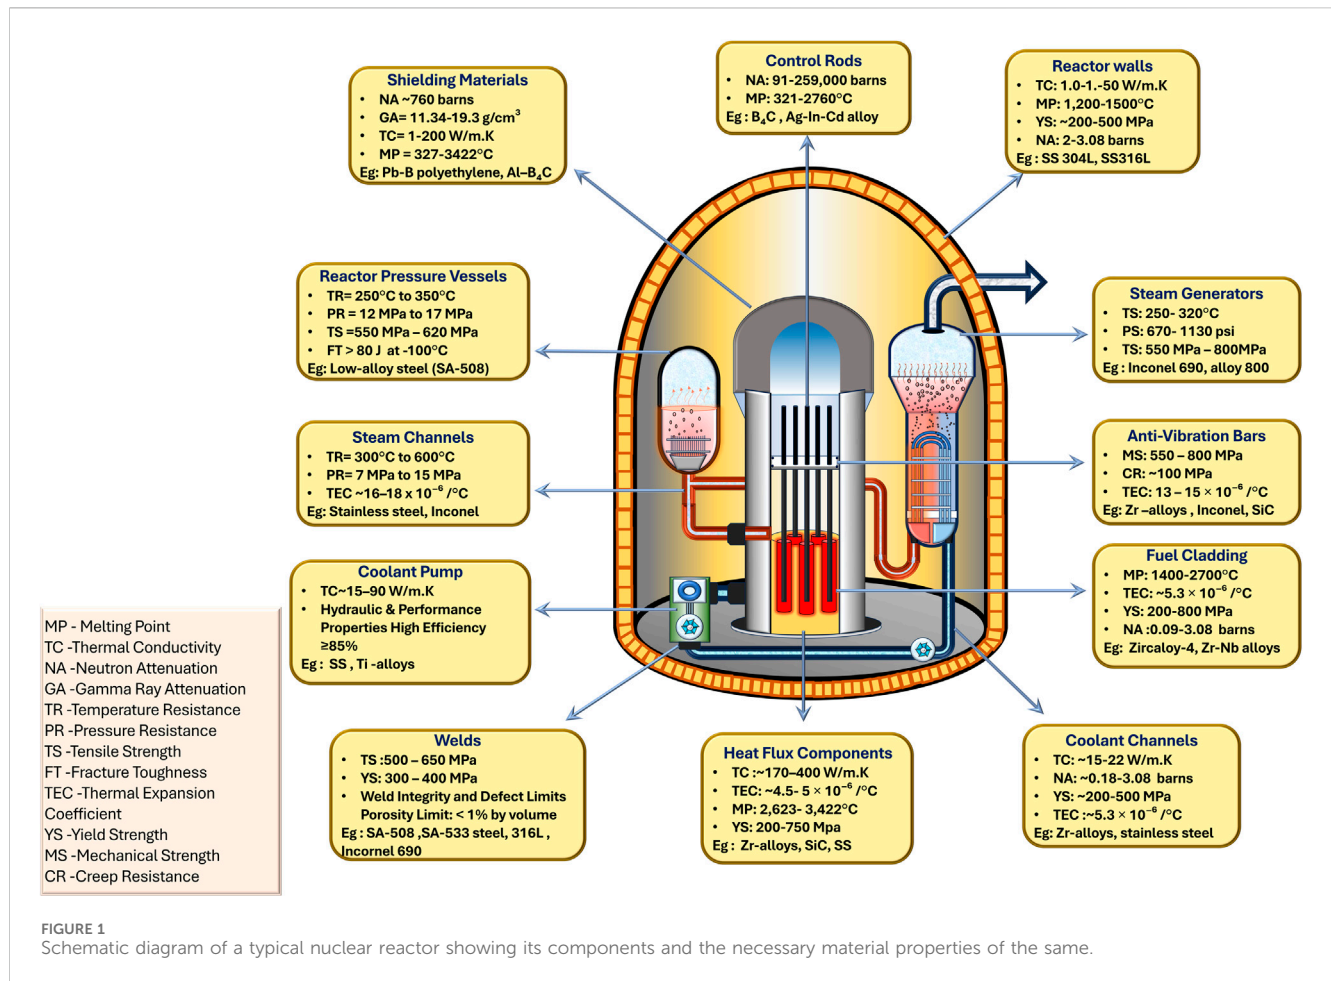 Shielding Materials
• NA ~760 barns
• GA= 11.34-19.3 g/cm³
• TC= 1-200 W/m.K
• MP = 327-3422°C
Eg: Pb-B polyethylene, Al–B₄C
Control Rods
• NA: 91-259,000 barns
• MP: 321-2760°C
Eg : B₄C , Ag-In-Cd alloy
Reactor walls
• TC: 1.0-1.-50 W/m.K
• MP: 1,200-1500°C
• YS: ~200-500 MPa
• NA: 2-3.08 barns
Eg : SS 304L, SS316L
Reactor Pressure Vessels
• TR= 250°C to 350°C
• PR = 12 MPa to 17 MPa
• TS =550 MPa – 620 MPa
• FT > 80 J at -100°C
Eg: Low-alloy steel (SA-508)
Steam Generators
• TS: 250- 320°C
• PS: 670- 1130 psi
• TS: 550 MPa – 800MPa
Eg : Inconel 690, alloy 800
Steam Channels
• TR= 300°C to 600°C
• PR= 7 MPa to 15 MPa
• TEC ~16–18 x 10⁻⁶ /°C
Eg: Stainless steel, Inconel
Anti-Vibration Bars
• MS: 550 – 800 MPa
• CR: ~100 MPa
• TEC: 13 – 15 × 10⁻⁶ /°C
Eg: Zr –alloys , Inconel, SiC
Coolant Pump
• TC~15–90 W/m.K
• Hydraulic & Performance
Properties High Efficiency
≥85%
Eg : SS , Ti -alloys
Fuel Cladding
• MP: 1400-2700°C
• TEC: ~5.3 × 10⁻⁶ /°C
• YS: 200-800 MPa
• NA :0.09-3.08 barns
Eg: Zircaloy-4, Zr-Nb alloys
MP - Melting Point
TC -Thermal Conductivity
NA -Neutron Attenuation
GA -Gamma Ray Attenuation
TR -Temperature Resistance
PR -Pressure Resistance
TS -Tensile Strength
FT -Fracture Toughness
TEC -Thermal Expansion
Coefficient
YS -Yield Strength
MS -Mechanical Strength
CR -Creep Resistance
Welds
• TS :500 – 650 MPa
• YS: 300 – 400 MPa
• Weld Integrity and Defect Limits
Porosity Limit: < 1% by volume
Eg : SA-508 ,SA-533 steel, 316L ,
Incornel 690
Heat Flux Components
• TC :~170–400 W/m.K
• TEC: ~4.5- 5 × 10⁻⁶ /°C
• MP: 2,623- 3,422°C
• YS: 200-750 Mpa
Eg : Zr-alloys, SiC, SS
Coolant Channels
• TC: ~15-22 W/m.K
• NA: ~0.18-3.08 barns
• YS: ~200-500 MPa
• TEC :~5.3 × 10⁻⁶ /°C
Eg: Zr-alloys, stainless steel
FIGURE 1
Schematic diagram of a typical nuclear reactor showing its components and the necessary material properties of the same.